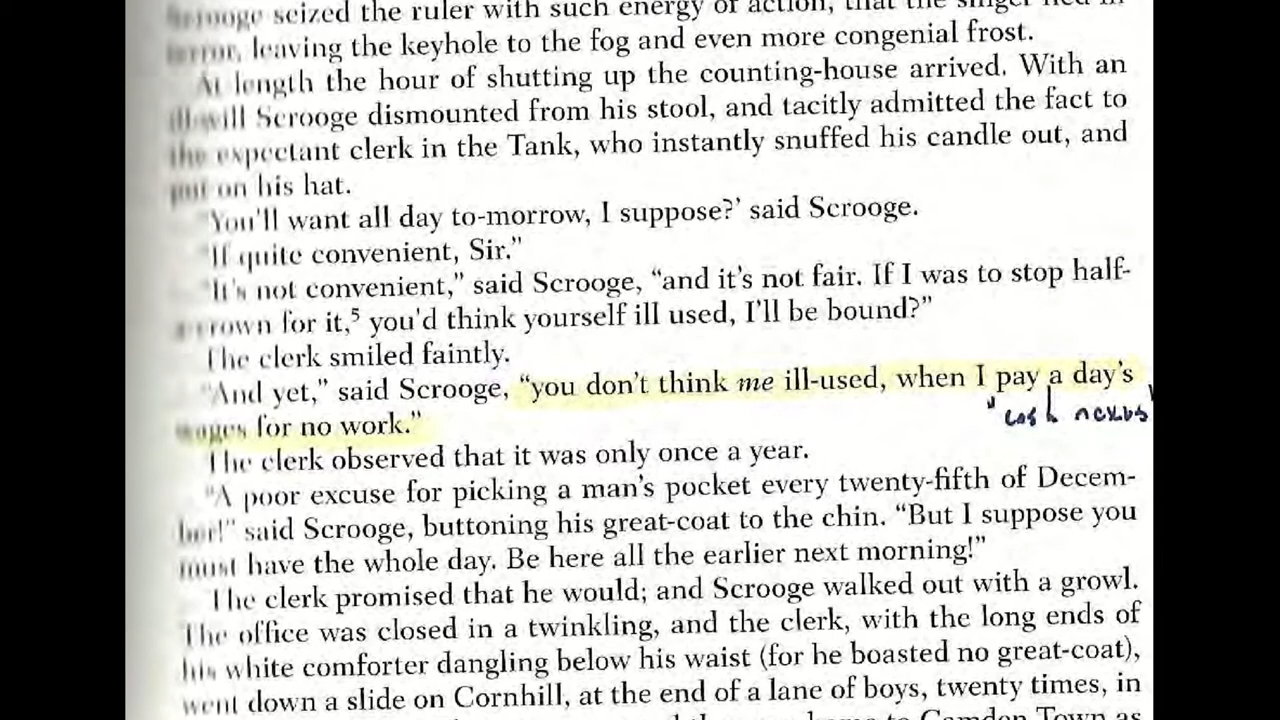 Scrooge seized the ruler with such energy of action, that the singer fled in
terror, leaving the keyhole to the fog and even more congenial frost.
At length the hour of shutting up the counting-house arrived. With an
ill-will Scrooge dismounted from his stool, and tacitly admitted the fact to
the expectant clerk in the Tank, who instantly snuffed his candle out, and
put on his hat.
"You'll want all day to-morrow, I suppose?' said Scrooge.
"If quite convenient, Sir."
"It's not convenient," said Scrooge, "and it's not fair. If I was to stop half-
a-crown for it,⁵ you'd think yourself ill used, I'll be bound?"
The clerk smiled faintly.
"And yet," said Scrooge, "you don't think me ill-used, when I pay a day's
wages for no work."
"cash nexus"
The clerk observed that it was only once a year.
"A poor excuse for picking a man's pocket every twenty-fifth of Decem-
ber!" said Scrooge, buttoning his great-coat to the chin. "But I suppose you
must have the whole day. Be here all the earlier next morning!"
The clerk promised that he would; and Scrooge walked out with a growl.
The office was closed in a twinkling, and the clerk, with the long ends of
his white comforter dangling below his waist (for he boasted no great-coat),
went down a slide on Cornhill, at the end of a lane of boys, twenty times, in
Camden Town as